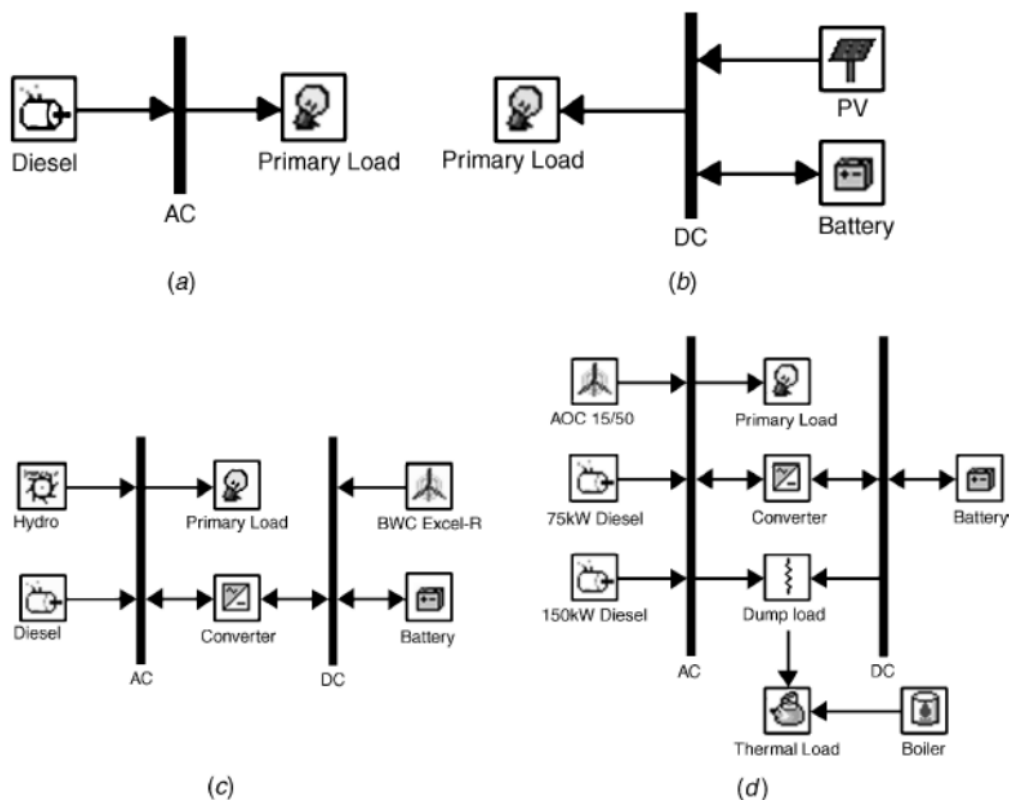 Diesel
Primary Load
AC
(a)
PV
Primary Load
Battery
DC
(b)
Hydro
Primary Load
BWC Excel-R
Diesel
Converter
Battery
AC
DC
(c)
AOC 15/50
Primary Load
75kW Diesel
Converter
Battery
150kW Diesel
Dump load
AC
DC
Thermal Load
Boiler
(d)